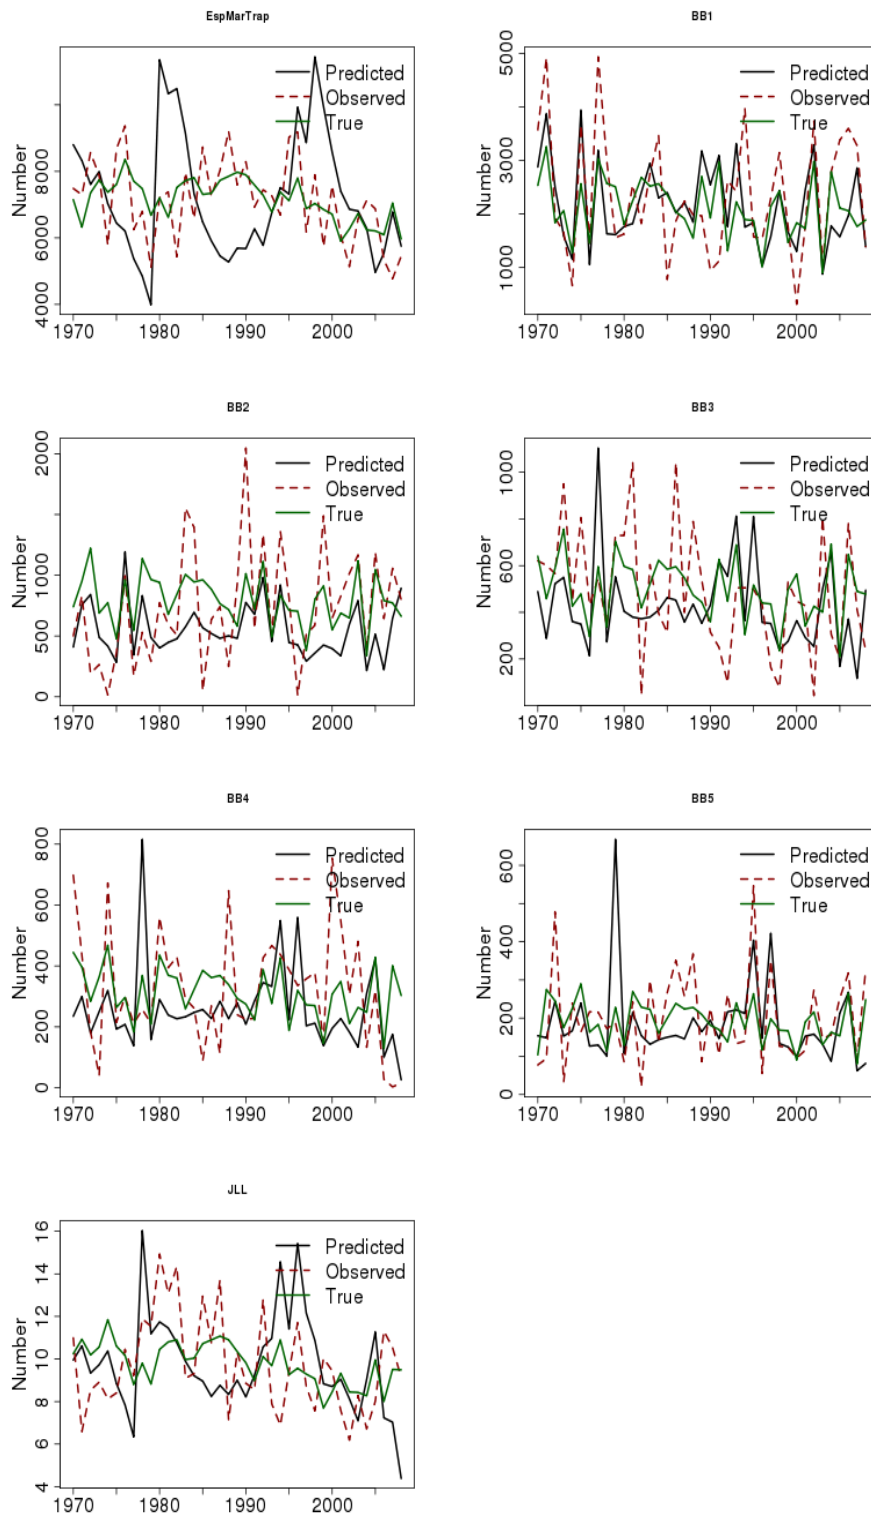 EspMarTrap
Number
4000 6000 8000
Predicted
Observed
True
1970 1980 1990 2000
BB1
Number
1000 3000 5000
Predicted
Observed
True
1970 1980 1990 2000
BB2
Number
0 500 1000 2000
Predicted
Observed
True
1970 1980 1990 2000
BB3
Number
200 600 1000
Predicted
Observed
True
1970 1980 1990 2000
BB4
Number
0 200 400 600 800
Predicted
Observed
True
1970 1980 1990 2000
BB5
Number
0 200 400 600
Predicted
Observed
True
1970 1980 1990 2000
JLL
Number
4 6 8 10 12 14 16
Predicted
Observed
True
1970 1980 1990 2000